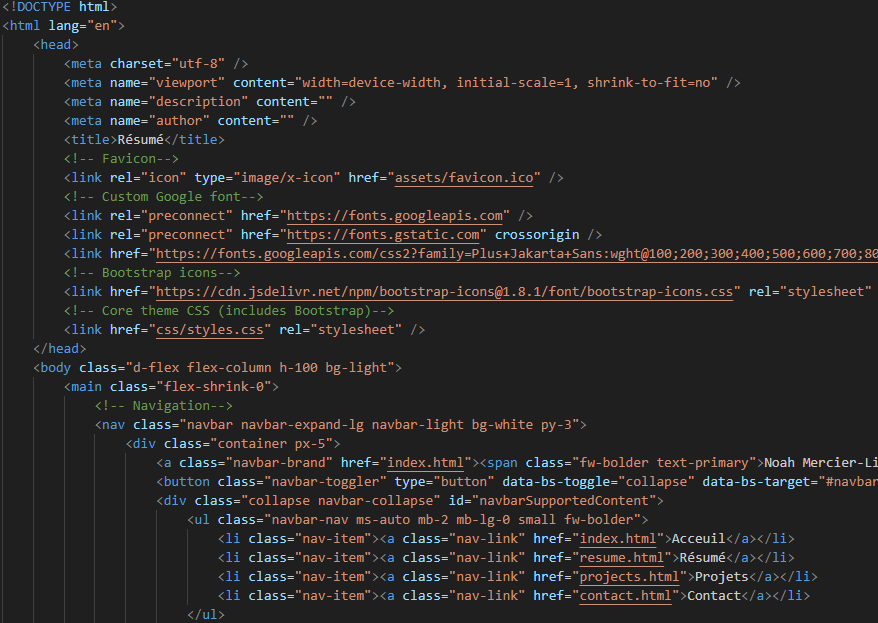 <!DOCTYPE html>
<html lang="en">
<head>
<meta charset="utf-8" />
<meta name="viewport" content="width=device-width, initial-scale=1, shrink-to-fit=no" />
<meta name="description" content="" />
<meta name="author" content="" />
<title>Résumé</title>
<!-- Favicon-->
<link rel="icon" type="image/x-icon" href="assets/favicon.ico" />
<!-- Custom Google font-->
<link rel="preconnect" href="https://fonts.googleapis.com" />
<link rel="preconnect" href="https://fonts.gstatic.com" crossorigin />
<link href="https://fonts.googleapis.com/css2?family=Plus+Jakarta+Sans:wght@100;200;300;400;500;600;700;80
<!-- Bootstrap icons-->
<link href="https://cdn.jsdelivr.net/npm/bootstrap-icons@1.8.1/font/bootstrap-icons.css" rel="stylesheet"
<!-- Core theme CSS (includes Bootstrap)-->
<link href="css/styles.css" rel="stylesheet" />
</head>
<body class="d-flex flex-column h-100 bg-light">
<main class="flex-shrink-0">
<!-- Navigation-->
<nav class="navbar navbar-expand-lg navbar-light bg-white py-3">
<div class="container px-5">
<a class="navbar-brand" href="index.html"><span class="fw-bolder text-primary">Noah Mercier-Li
<button class="navbar-toggler" type="button" data-bs-toggle="collapse" data-bs-target="#navbar
<div class="collapse navbar-collapse" id="navbarSupportedContent">
<ul class="navbar-nav ms-auto mb-2 mb-lg-0 small fw-bolder">
<li class="nav-item"><a class="nav-link" href="index.html">Acceuil</a></li>
<li class="nav-item"><a class="nav-link" href="resume.html">Résumé</a></li>
<li class="nav-item"><a class="nav-link" href="projects.html">Projets</a></li>
<li class="nav-item"><a class="nav-link" href="contact.html">Contact</a></li>
</ul>